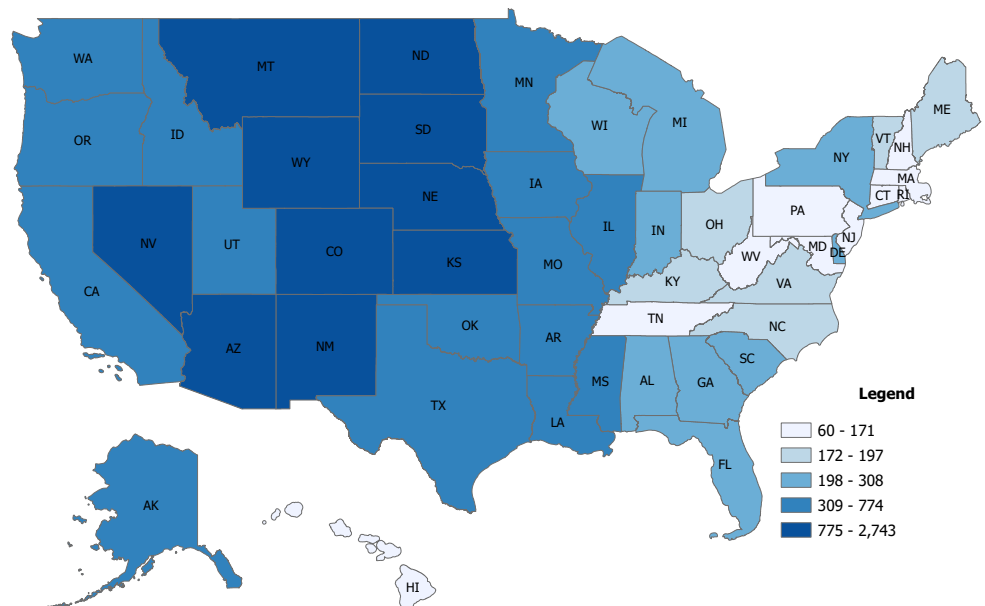 WA
MT
ND
MN
OR
ID
SD
WI
MI
ME
VT
NH
NY
WY
NE
IA
MA
CT
RI
PA
NV
UT
CO
KS
MO
IL
IN
OH
NJ
MD
DE
WV
KY
VA
CA
AZ
NM
OK
AR
TN
NC
SC
MS
AL
GA
TX
LA
FL
AK
HI
Legend
60 - 171
172 - 197
198 - 308
309 - 774
775 - 2,743